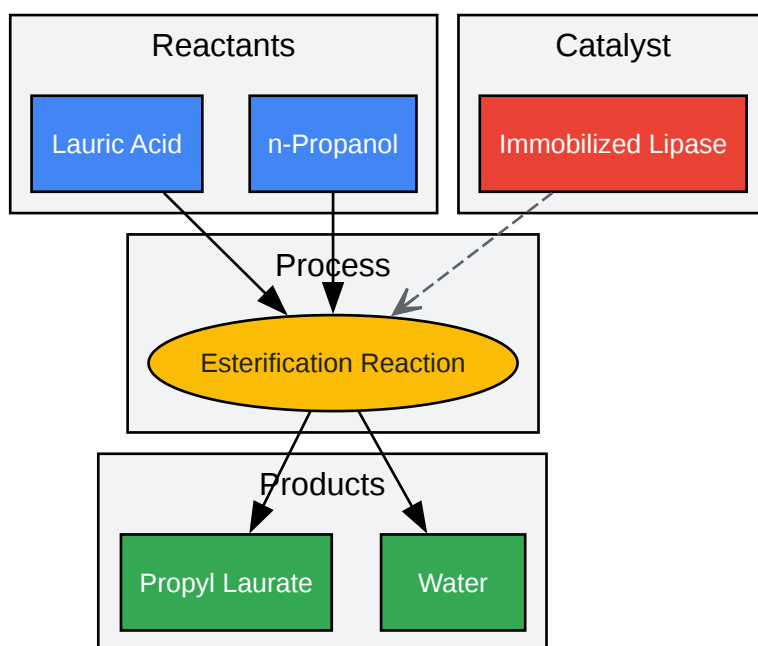 Reactants
Catalyst
Lauric Acid
n-Propanol
Immobilized Lipase
Process
Esterification Reaction
Products
Propyl Laurate
Water